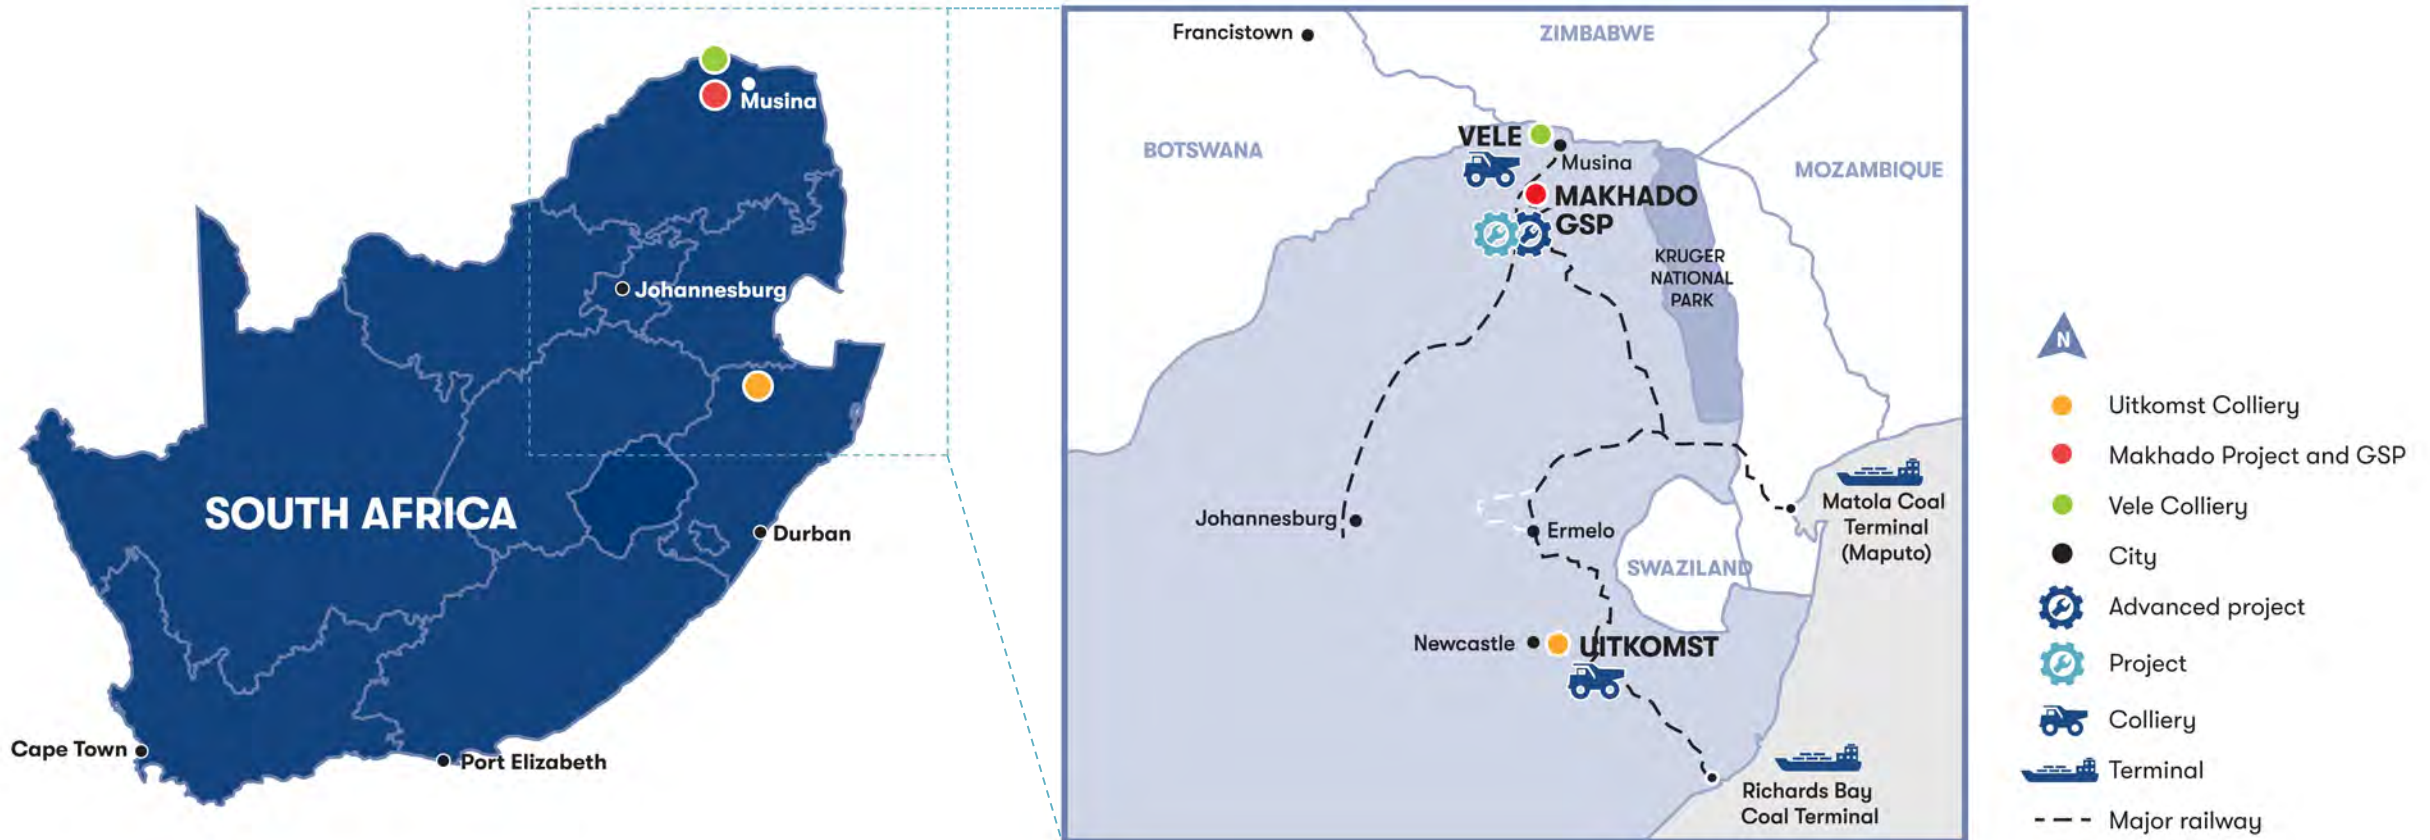 Musina
Johannesburg
SOUTH AFRICA
Durban
Cape Town
Port Elizabeth
Francistown
ZIMBABWE
BOTSWANA
VELE
Musina
MOZAMBIQUE
MAKHADO
GSP
KRUGER
NATIONAL
PARK
Johannesburg
Ermelo
Matola Coal
Terminal
(Maputo)
SWAZILAND
Newcastle
UITKOMST
Richards Bay
Coal Terminal
N
Uitkomst Colliery
Makhado Project and GSP
Vele Colliery
City
Advanced project
Project
Colliery
Terminal
Major railway